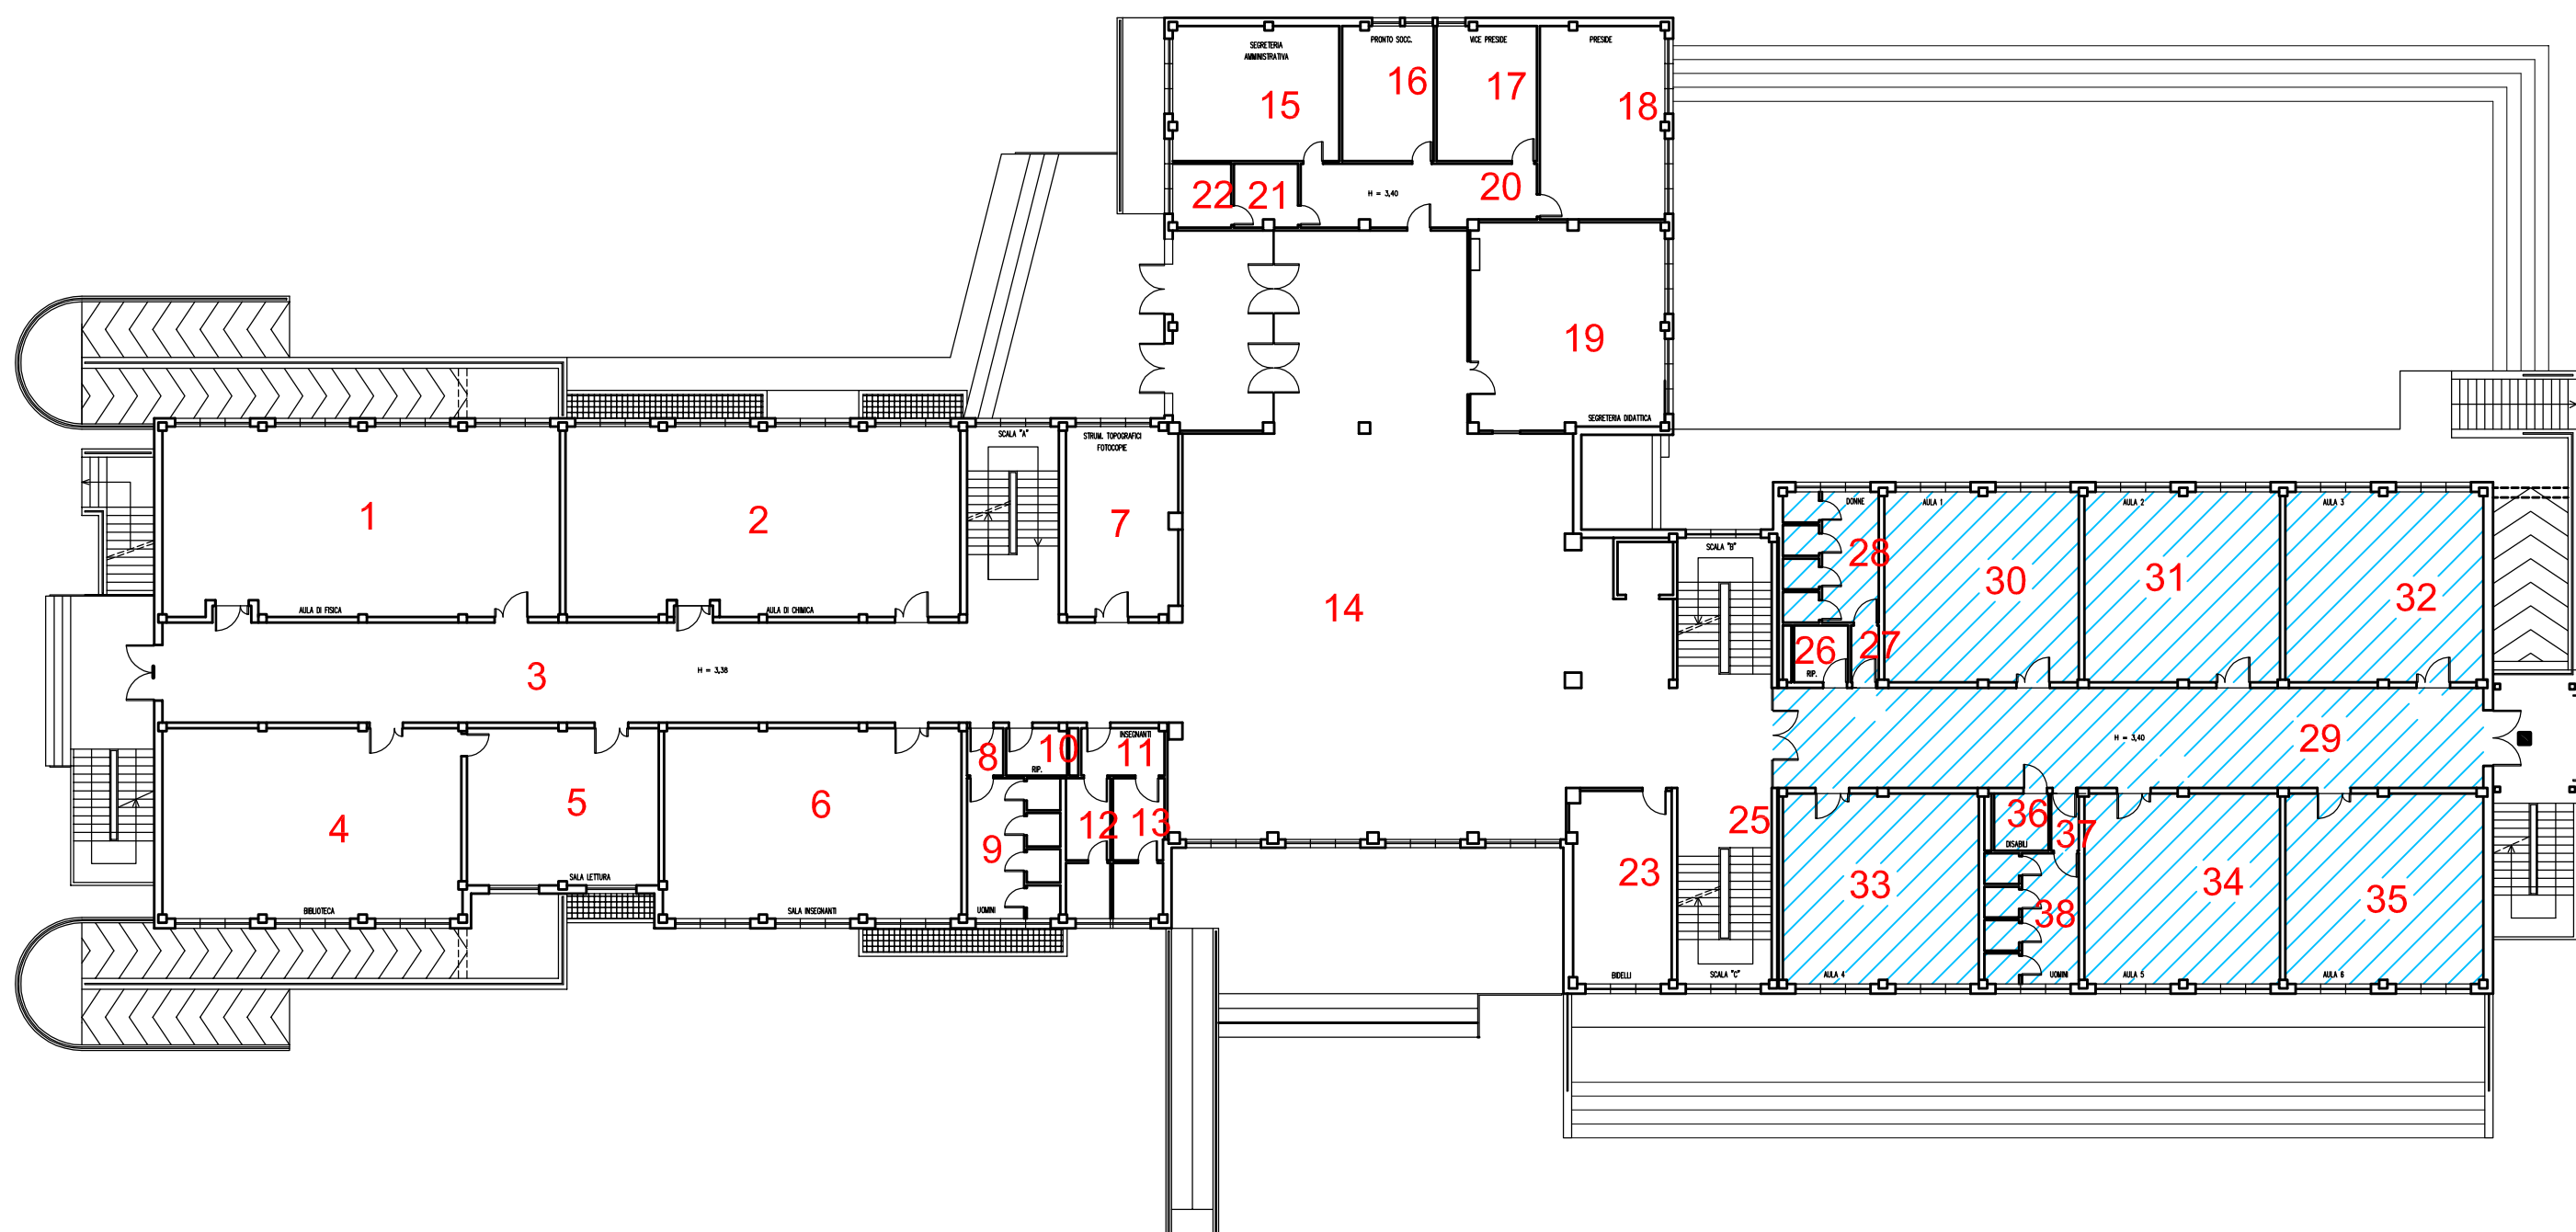 SEGRETERIA
AMMINISTRATIVA
PRONTO SOCC.
VICE PRESIDE
PRESIDE
15
16
17
18
22
21
H = 3,40
20
19
SEGRETERIA DIDATTICA
SCALA "A"
STRUM. TOPOGRAFICI
FOTOCOPIE
1
2
7
AULA DI FISICA
AULA DI CHIMICA
14
3
H = 3,38
SCALA "B"
DONNE
AULA 1
AULA 2
AULA 3
28
30
31
32
26
27
RIP.
H = 3,40
29
8
10
RIP.
INSEGNANTI
11
4
5
6
9
12
13
SALA LETTURA
BIBLIOTECA
SALA INSEGNANTI
UOMINI
25
23
BIDELLI
SCALA "C"
36
37
DISABILI
33
38
34
35
AULA 4
UOMINI
AULA 5
AULA 6